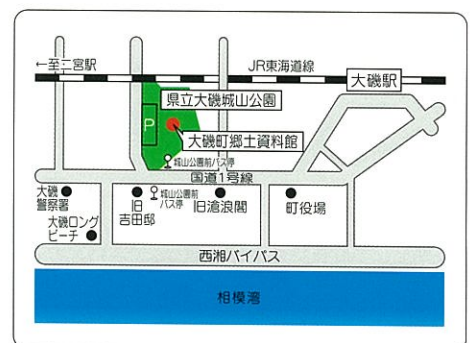 ←至二宮駅
JR東海道線
大磯駅
県立大磯城山公園
P
大磯町郷土資料館
城山公園前バス停
国道1号線
大磯
警察署
旧
吉田邸
城山公園前
バス停
旧滄浪閣
町役場
大磯ロング
ビーチ
西湘バイパス
相模湾